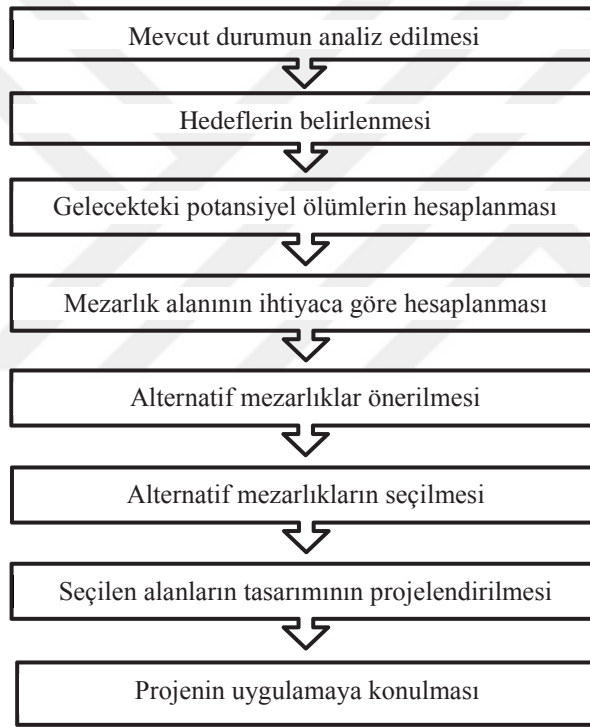 Mevcut durumun analiz edilmesi
Hedeflerin belirlenmesi
Gelecekteki potansiyel ölümlerin hesaplanması
Mezarlık alanının ihtiyaca göre hesaplanması
Alternatif mezarlıklar önerilmesi
Alternatif mezarlıkların seçilmesi
Seçilen alanların tasarımının projelendirilmesi
Projenin uygulamaya konulması